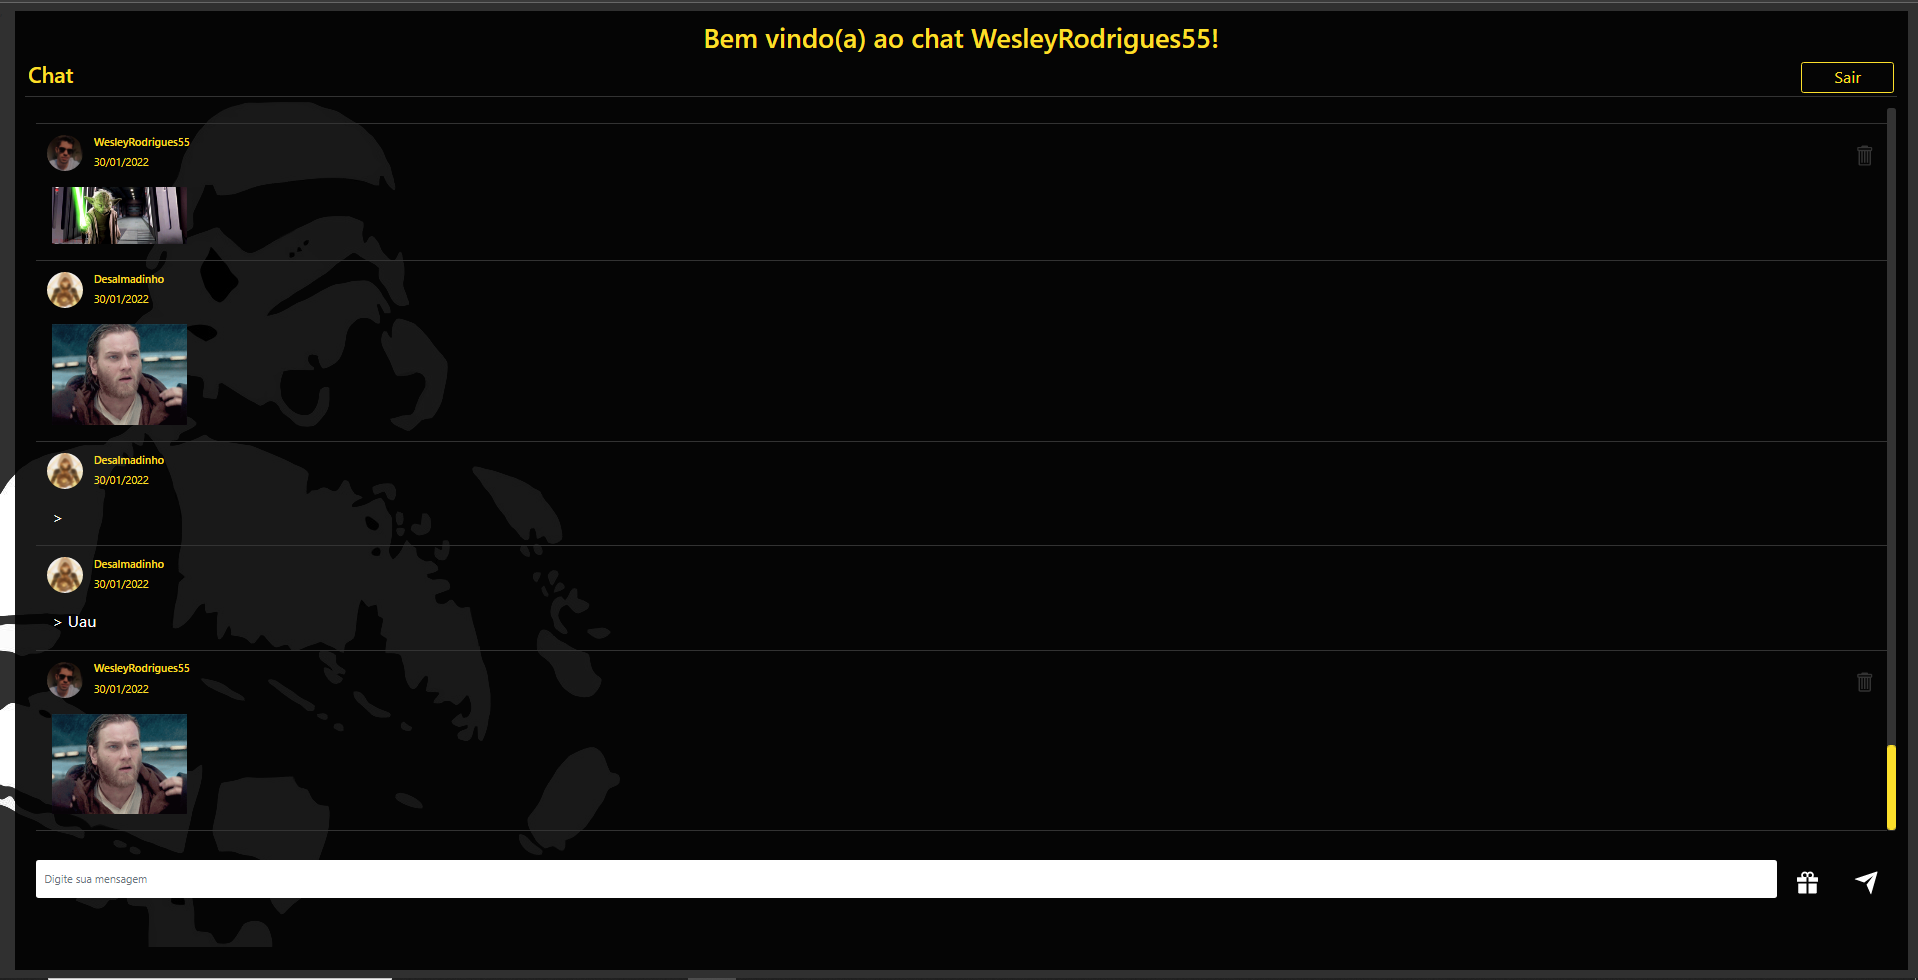 Bem vindo(a) ao chat WesleyRodrigues55!
Chat
Sair
WesleyRodrigues55
30/01/2022
Desalmadinho
30/01/2022
Desalmadinho
30/01/2022
>
Desalmadinho
30/01/2022
> Uau
WesleyRodrigues55
30/01/2022
Digite sua mensagem